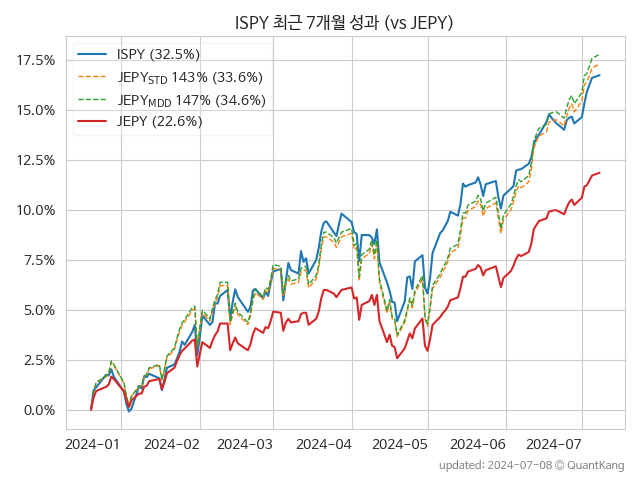 ISPY 최근 7개월 성과 (vs JEPY)
ISPY (32.5%)
JEPY_STD 143% (33.6%)
JEPY_MDD 147% (34.6%)
JEPY (22.6%)
17.5%
15.0%
12.5%
10.0%
7.5%
5.0%
2.5%
0.0%
2024-01 2024-02 2024-03 2024-04 2024-05 2024-06 2024-07
updated: 2024-07-08 © QuantKang